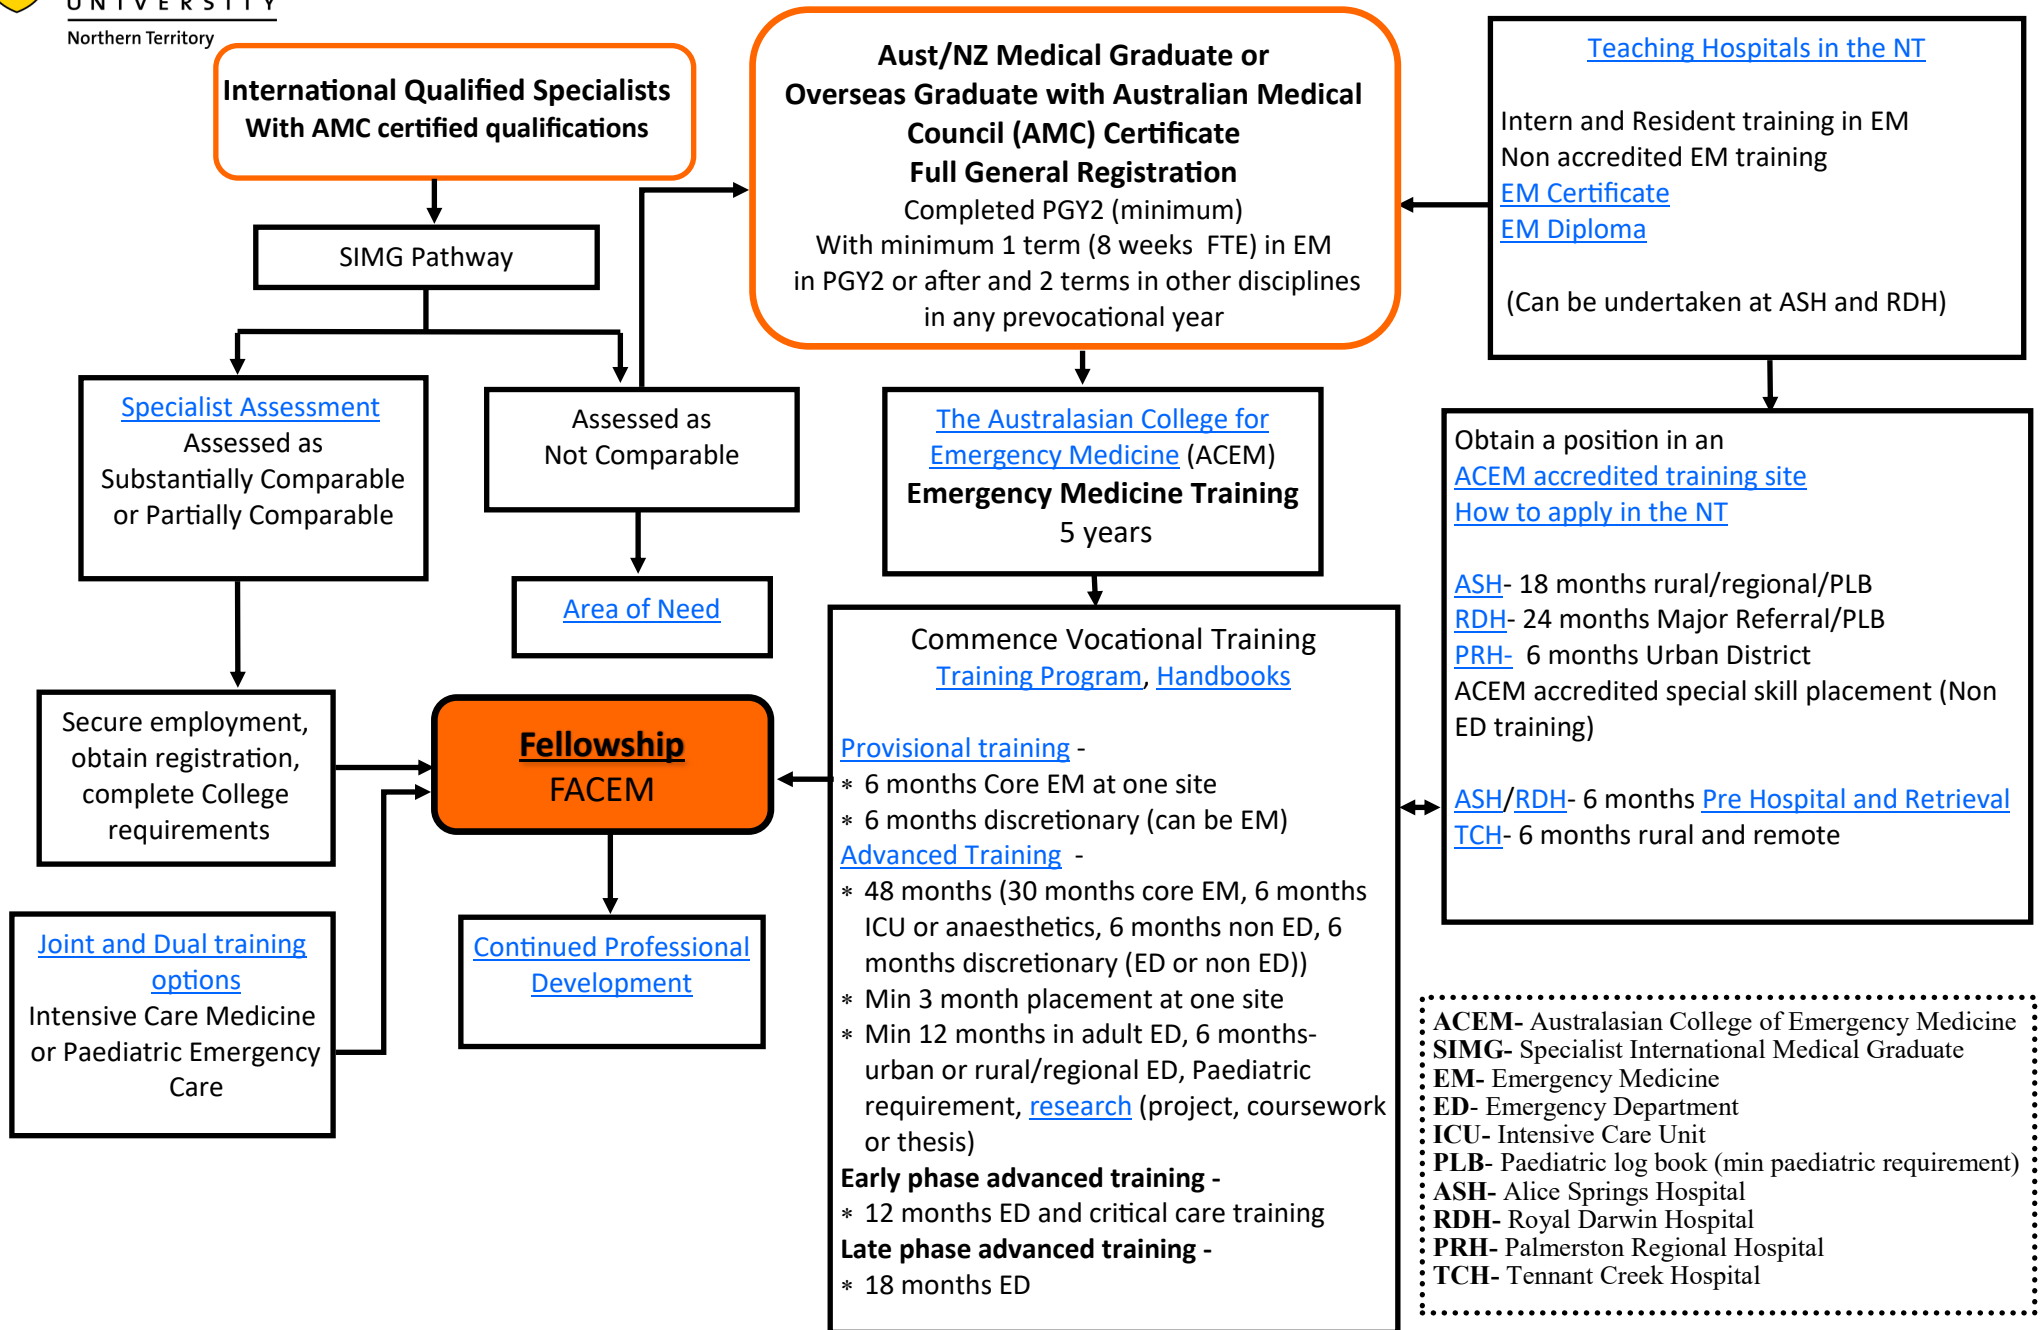 UNIVERSITY
Northern Territory
International Qualified Specialists
With AMC certified qualifications
SIMG Pathway
Specialist Assessment
Assessed as
Substantially Comparable
or Partially Comparable
Assessed as
Not Comparable
Area of Need
Secure employment,
obtain registration,
complete College
requirements
Joint and Dual training
options
Intensive Care Medicine
or Paediatric Emergency
Care
Fellowship
FACEM
Continued Professional
Development
Aust/NZ Medical Graduate or
Overseas Graduate with Australian Medical
Council (AMC) Certificate
Full General Registration
Completed PGY2 (minimum)
With minimum 1 term (8 weeks  FTE) in EM
in PGY2 or after and 2 terms in other disciplines
in any prevocational year
The Australasian College for
Emergency Medicine (ACEM)
Emergency Medicine Training
5 years
Commence Vocational Training
Training Program, Handbooks
Provisional training -
* 6 months Core EM at one site
* 6 months discretionary (can be EM)
Advanced Training  -
* 48 months (30 months core EM, 6 months
ICU or anaesthetics, 6 months non ED, 6
months discretionary (ED or non ED))
* Min 3 month placement at one site
* Min 12 months in adult ED, 6 months-
urban or rural/regional ED, Paediatric
requirement, research (project, coursework
or thesis)
Early phase advanced training -
* 12 months ED and critical care training
Late phase advanced training -
* 18 months ED
Teaching Hospitals in the NT
Intern and Resident training in EM
Non accredited EM training
EM Certificate
EM Diploma
(Can be undertaken at ASH and RDH)
Obtain a position in an
ACEM accredited training site
How to apply in the NT
ASH- 18 months rural/regional/PLB
RDH- 24 months Major Referral/PLB
PRH-  6 months Urban District
ACEM accredited special skill placement (Non
ED training)
ASH/RDH- 6 months Pre Hospital and Retrieval
TCH- 6 months rural and remote
ACEM- Australasian College of Emergency Medicine
SIMG- Specialist International Medical Graduate
EM- Emergency Medicine
ED- Emergency Department
ICU- Intensive Care Unit
PLB- Paediatric log book (min paediatric requirement)
ASH- Alice Springs Hospital
RDH- Royal Darwin Hospital
PRH- Palmerston Regional Hospital
TCH- Tennant Creek Hospital